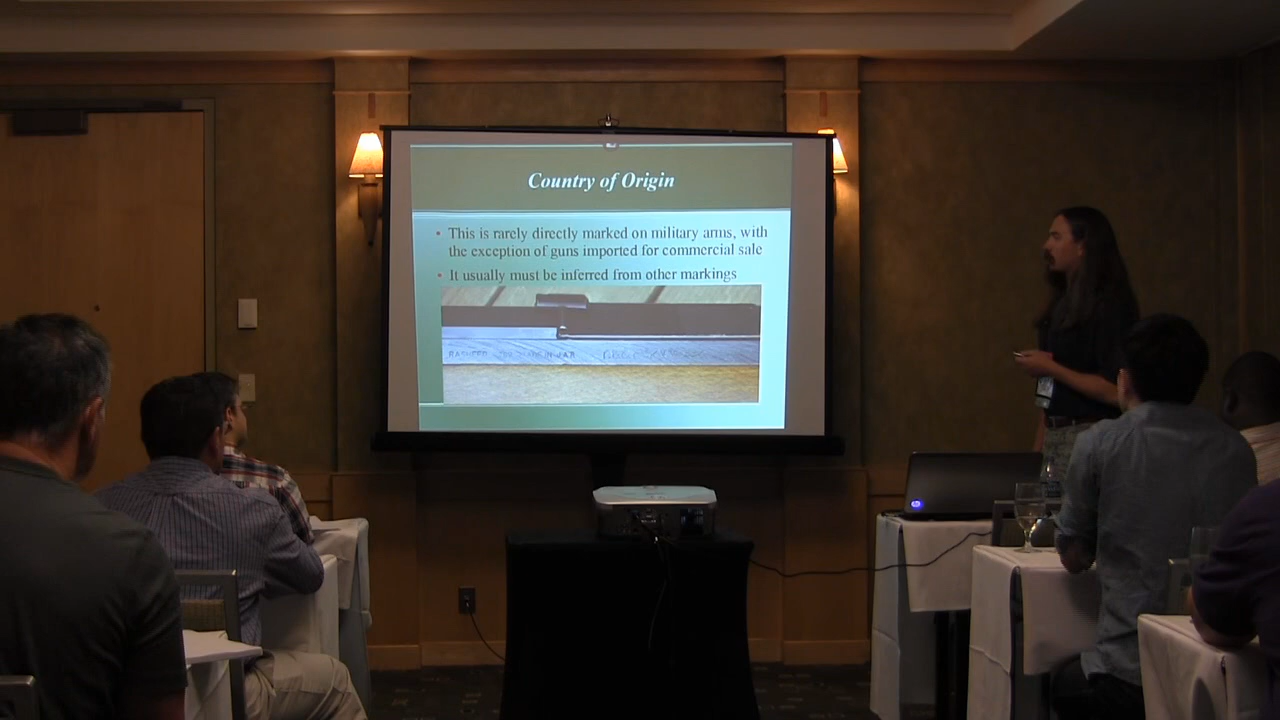 Country of Origin
• This is rarely directly marked on military arms, with
the exception of guns imported for commercial sale
• It usually must be inferred from other markings